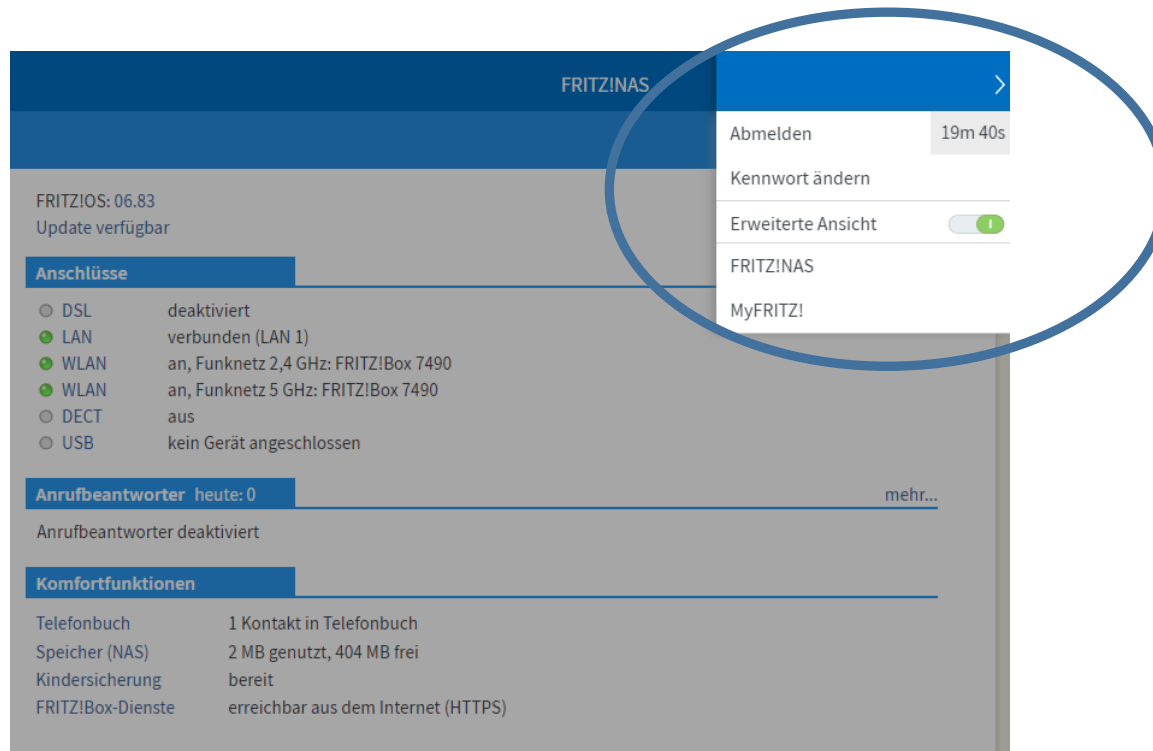 FRITZ!NAS
Abmelden 19m 40s
Kennwort ändern
Erweiterte Ansicht
FRITZ!NAS
MyFRITZ!
FRITZ!OS: 06.83
Update verfügbar
Anschlüsse
DSL deaktiviert
LAN verbunden (LAN 1)
WLAN an, Funknetz 2,4 GHz: FRITZ!Box 7490
WLAN an, Funknetz 5 GHz: FRITZ!Box 7490
DECT aus
USB kein Gerät angeschlossen
Anrufbeantworter heute: 0 mehr...
Anrufbeantworter deaktiviert
Komfortfunktionen
Telefonbuch 1 Kontakt in Telefonbuch
Speicher (NAS) 2 MB genutzt, 404 MB frei
Kindersicherung bereit
FRITZ!Box-Dienste erreichbar aus dem Internet (HTTPS)